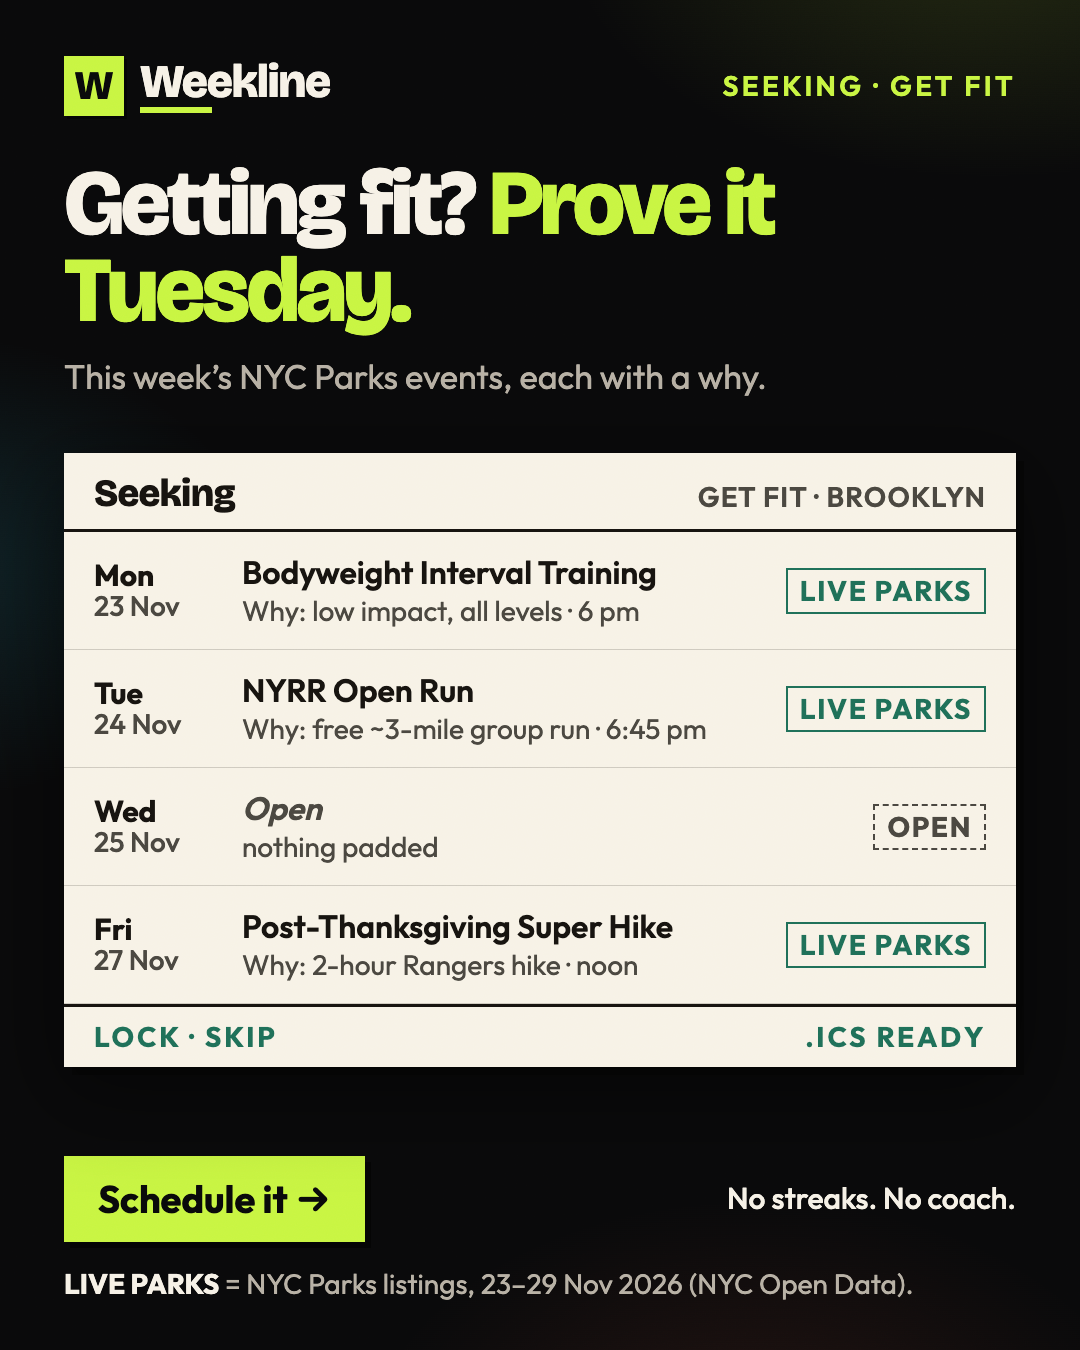 W Weekline
SEEKING · GET FIT
Getting fit? Prove it
Tuesday.
This week’s NYC Parks events, each with a why.
Seeking
GET FIT · BROOKLYN
Mon
23 Nov
Bodyweight Interval Training
Why: low impact, all levels · 6 pm
LIVE PARKS
Tue
24 Nov
NYRR Open Run
Why: free ~3-mile group run · 6:45 pm
LIVE PARKS
Wed
25 Nov
Open
nothing padded
OPEN
Fri
27 Nov
Post-Thanksgiving Super Hike
Why: 2-hour Rangers hike · noon
LIVE PARKS
LOCK · SKIP
.ICS READY
Schedule it →
No streaks. No coach.
LIVE PARKS = NYC Parks listings, 23–29 Nov 2026 (NYC Open Data).